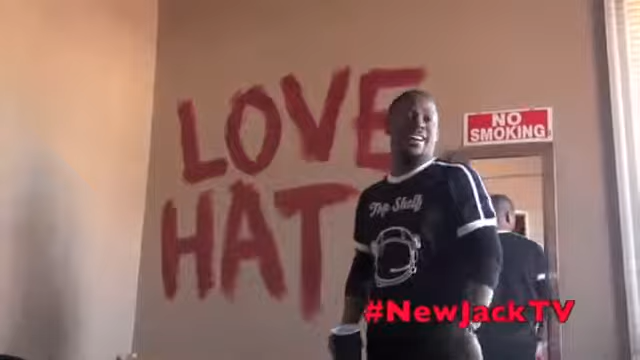 LOVE
HAT
NO
SMOKING
Top Shelf
#NewJackTV